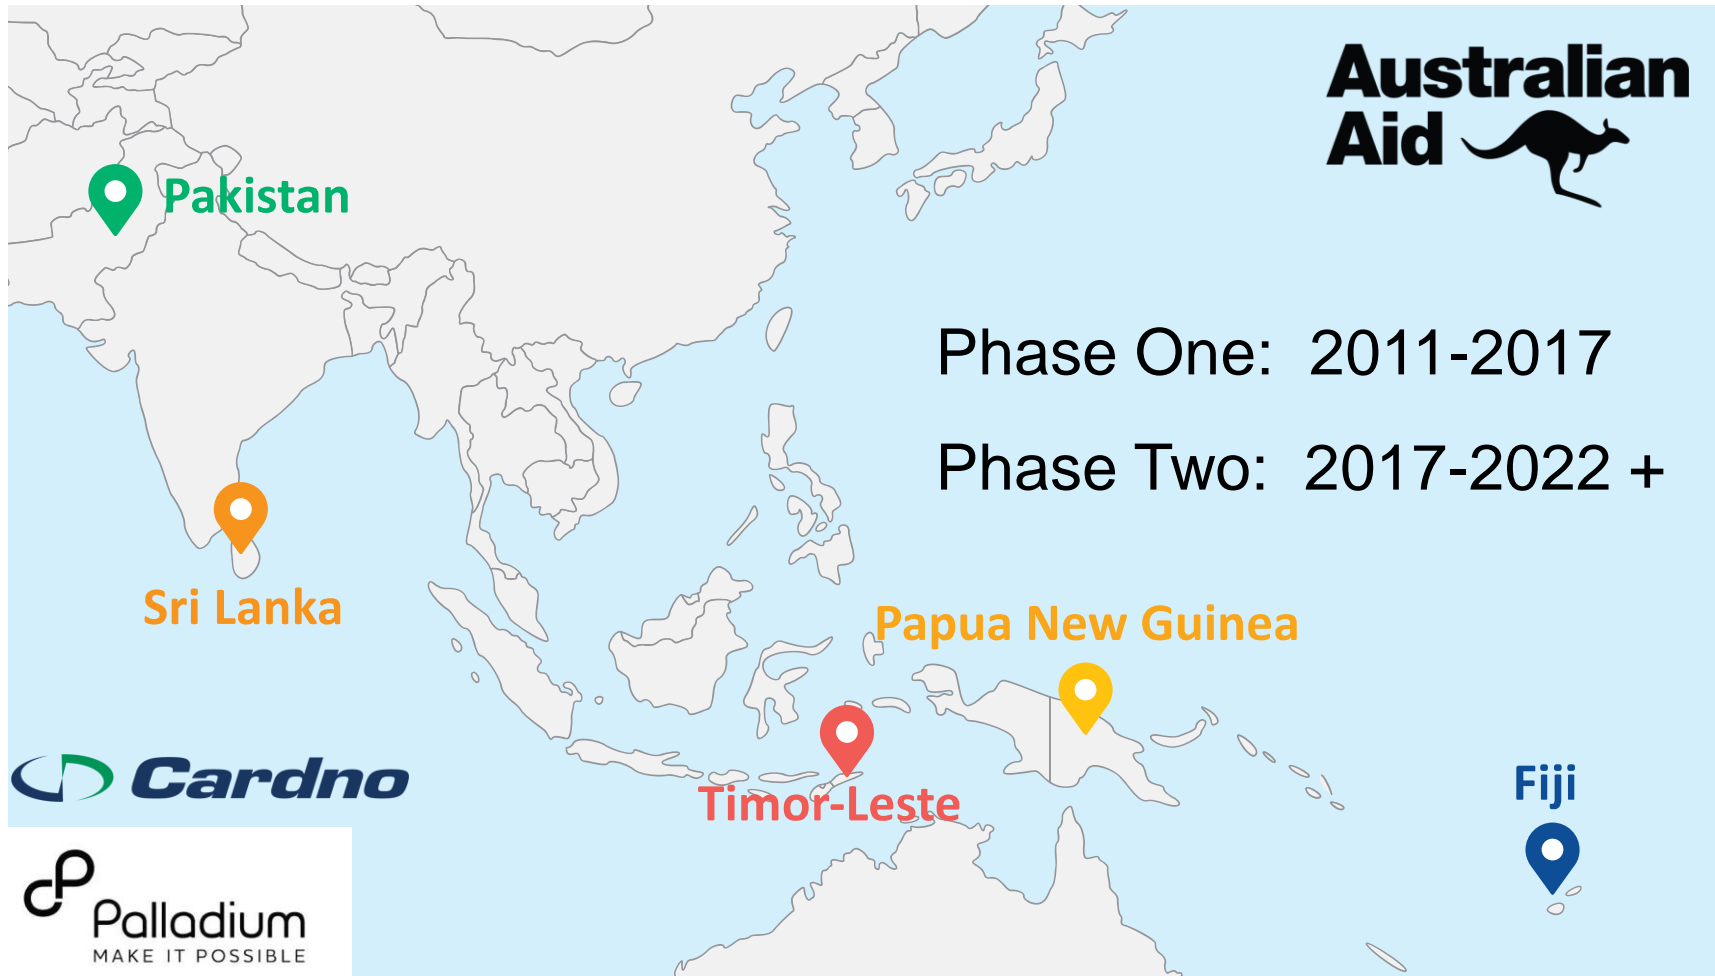 Australian
Aid
Pakistan
Phase One: 2011-2017
Phase Two: 2017-2022 +
Sri Lanka
Papua New Guinea
Timor-Leste
Fiji
Cardno
Palladium
MAKE IT POSSIBLE